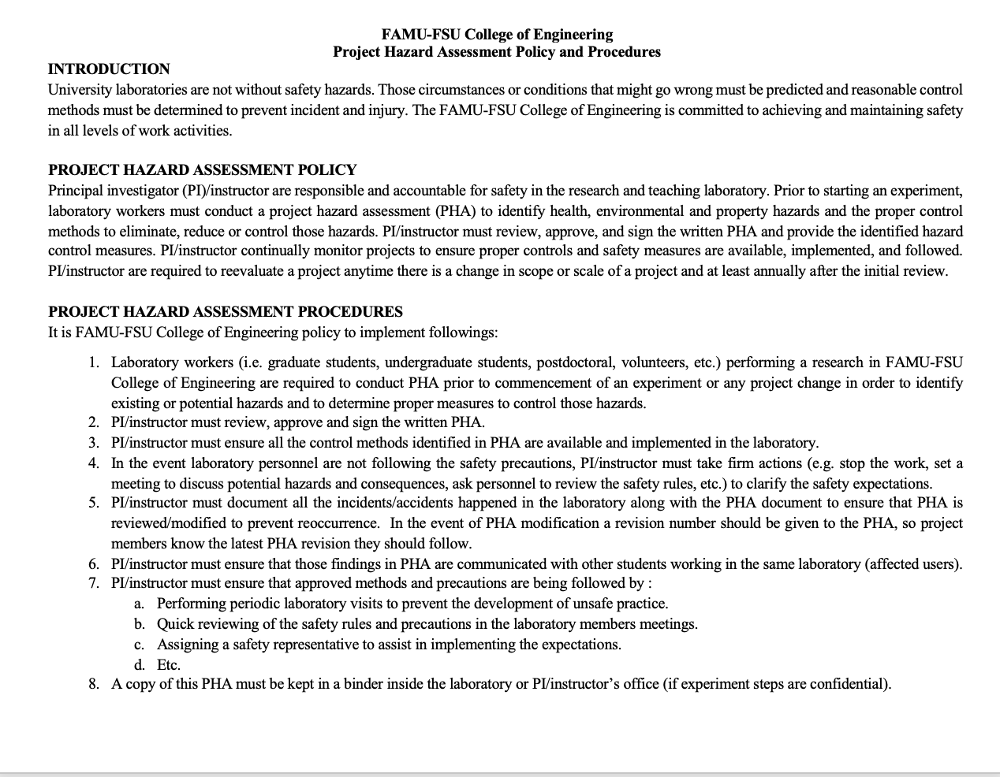 FAMU-FSU College of Engineering
Project Hazard Assessment Policy and Procedures
INTRODUCTION
University laboratories are not without safety hazards. Those circumstances or conditions that might go wrong must be predicted and reasonable control
methods must be determined to prevent incident and injury. The FAMU-FSU College of Engineering is committed to achieving and maintaining safety
in all levels of work activities.
PROJECT HAZARD ASSESSMENT POLICY
Principal investigator (PI)/instructor are responsible and accountable for safety in the research and teaching laboratory. Prior to starting an experiment,
laboratory workers must conduct a project hazard assessment (PHA) to identify health, environmental and property hazards and the proper control
methods to eliminate, reduce or control those hazards. PI/instructor must review, approve, and sign the written PHA and provide the identified hazard
control measures. PI/instructor continually monitor projects to ensure proper controls and safety measures are available, implemented, and followed.
PI/instructor are required to reevaluate a project anytime there is a change in scope or scale of a project and at least annually after the initial review.
PROJECT HAZARD ASSESSMENT PROCEDURES
It is FAMU-FSU College of Engineering policy to implement followings:
1. Laboratory workers (i.e. graduate students, undergraduate students, postdoctoral, volunteers, etc.) performing a research in FAMU-FSU
College of Engineering are required to conduct PHA prior to commencement of an experiment or any project change in order to identify
existing or potential hazards and to determine proper measures to control those hazards.
2. PI/instructor must review, approve and sign the written PHA.
3. PI/instructor must ensure all the control methods identified in PHA are available and implemented in the laboratory.
4. In the event laboratory personnel are not following the safety precautions, PI/instructor must take firm actions (e.g. stop the work, set a
meeting to discuss potential hazards and consequences, ask personnel to review the safety rules, etc.) to clarify the safety expectations.
5. PI/instructor must document all the incidents/accidents happened in the laboratory along with the PHA document to ensure that PHA is
reviewed/modified to prevent reoccurrence.  In the event of PHA modification a revision number should be given to the PHA, so project
members know the latest PHA revision they should follow.
6. PI/instructor must ensure that those findings in PHA are communicated with other students working in the same laboratory (affected users).
7. PI/instructor must ensure that approved methods and precautions are being followed by :
a. Performing periodic laboratory visits to prevent the development of unsafe practice.
b. Quick reviewing of the safety rules and precautions in the laboratory members meetings.
c. Assigning a safety representative to assist in implementing the expectations.
d. Etc.
8. A copy of this PHA must be kept in a binder inside the laboratory or PI/instructor’s office (if experiment steps are confidential).